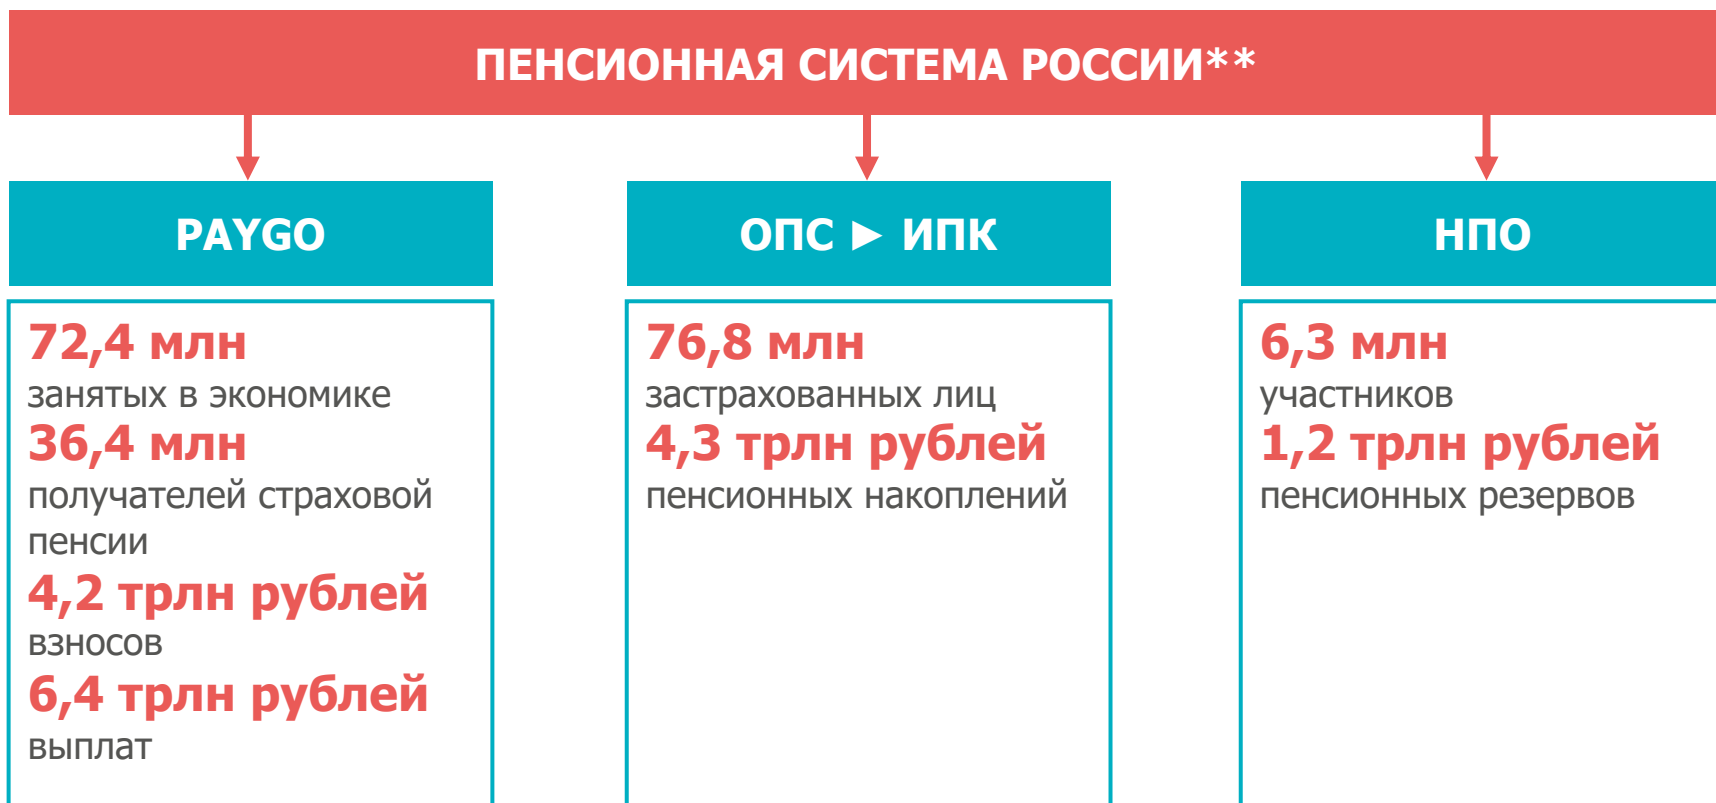 ПЕНСИОННАЯ СИСТЕМА РОССИИ**
PAYGO
72,4 млн
занятых в экономике
36,4 млн
получателей страховой
пенсии
4,2 трлн рублей
взносов
6,4 трлн рублей
выплат
ОПС ► ИПК
76,8 млн
застрахованных лиц
4,3 трлн рублей
пенсионных накоплений
НПО
6,3 млн
участников
1,2 трлн рублей
пенсионных резервов